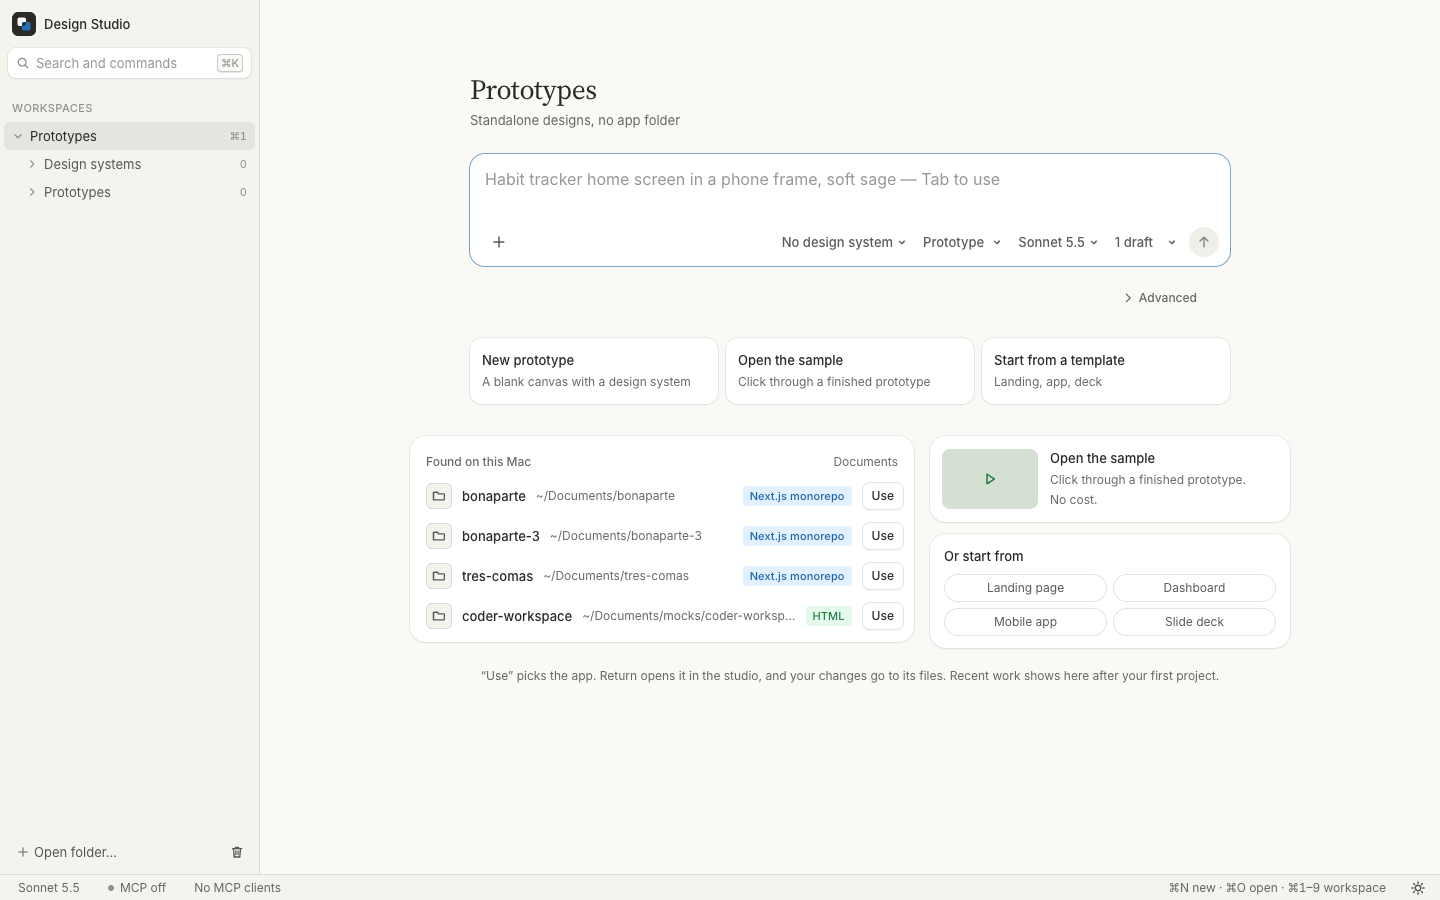 Design Studio
Search and commands ⌘K
WORKSPACES
Prototypes ⌘1
Design systems 0
Prototypes 0
Open folder...
Prototypes
Standalone designs, no app folder
Habit tracker home screen in a phone frame, soft sage — Tab to use
No design system Prototype Sonnet 5.5 1 draft
Advanced
New prototype
A blank canvas with a design system
Open the sample
Click through a finished prototype
Start from a template
Landing, app, deck
Found on this Mac Documents
bonaparte ~/Documents/bonaparte Next.js monorepo Use
bonaparte-3 ~/Documents/bonaparte-3 Next.js monorepo Use
tres-comas ~/Documents/tres-comas Next.js monorepo Use
coder-workspace ~/Documents/mocks/coder-worksp... HTML Use
Open the sample
Click through a finished prototype.
No cost.
Or start from
Landing page Dashboard
Mobile app Slide deck
“Use” picks the app. Return opens it in the studio, and your changes go to its files. Recent work shows here after your first project.
Sonnet 5.5 MCP off No MCP clients ⌘N new · ⌘O open · ⌘1–9 workspace